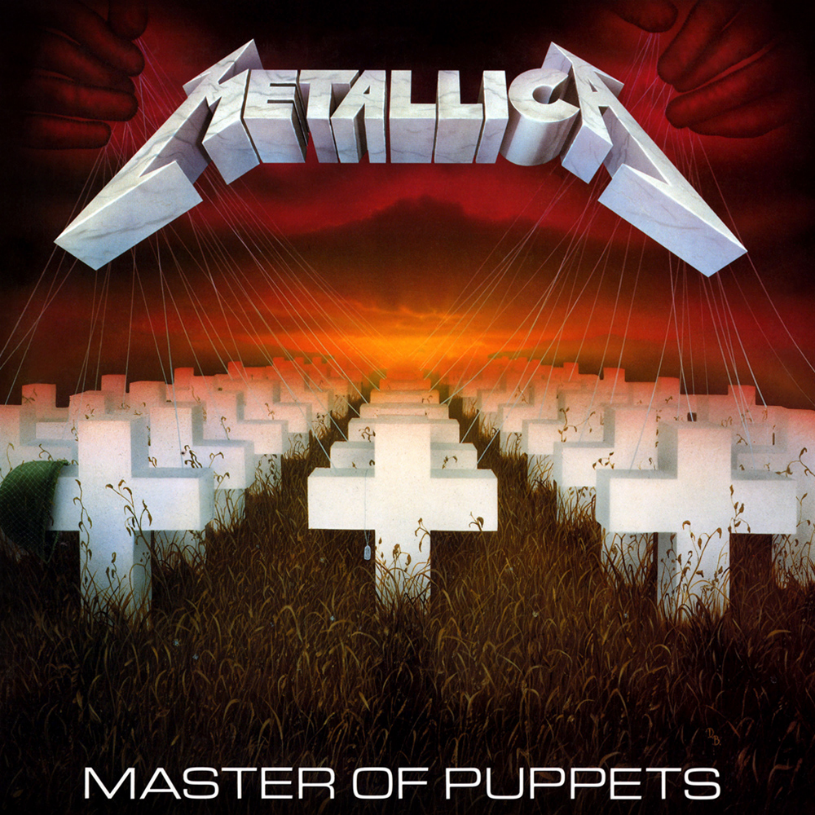 METALLICA
D.B.
MASTER OF PUPPETS